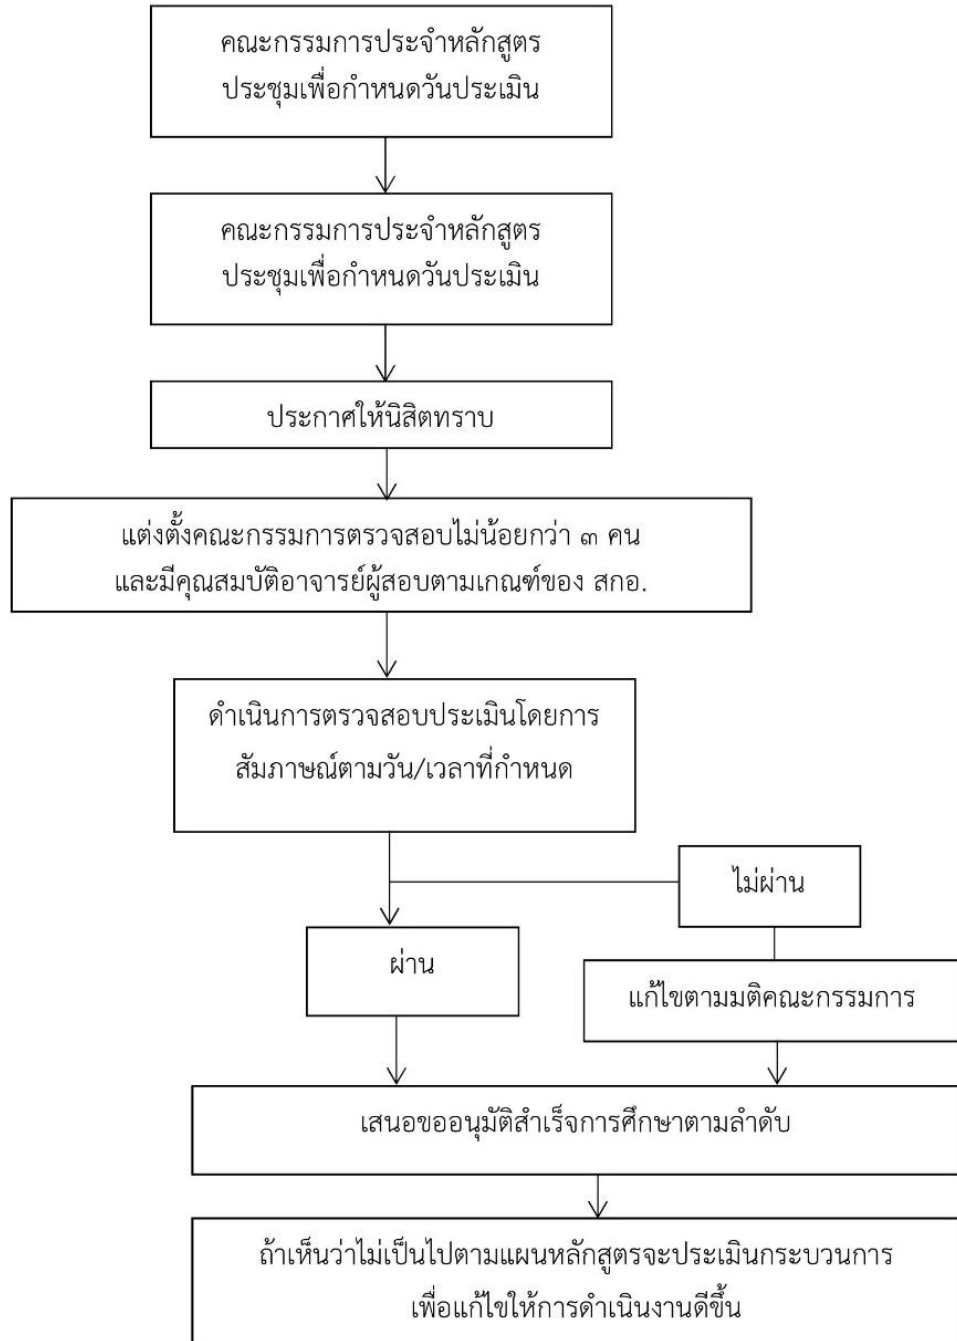 คณะกรรมการประจำหลักสูตร
ประชุมเพื่อกำหนดวันประเมิน
คณะกรรมการประจำหลักสูตร
ประชุมเพื่อกำหนดวันประเมิน
ประกาศให้นิสิตทราบ
แต่งตั้งคณะกรรมการตรวจสอบไม่น้อยกว่า ๓ คน
และมีคุณสมบัติอาจารย์ผู้สอบตามเกณฑ์ของ สกอ.
ดำเนินการตรวจสอบประเมินโดยการ
สัมภาษณ์ตามวัน/เวลาที่กำหนด
ไม่ผ่าน
ผ่าน
แก้ไขตามมติคณะกรรมการ
เสนอขออนุมัติสำเร็จการศึกษาตามลำดับ
ถ้าเห็นว่าไม่เป็นไปตามแผนหลักสูตรจะประเมินกระบวนการ
เพื่อแก้ไขให้การดำเนินงานดีขึ้น